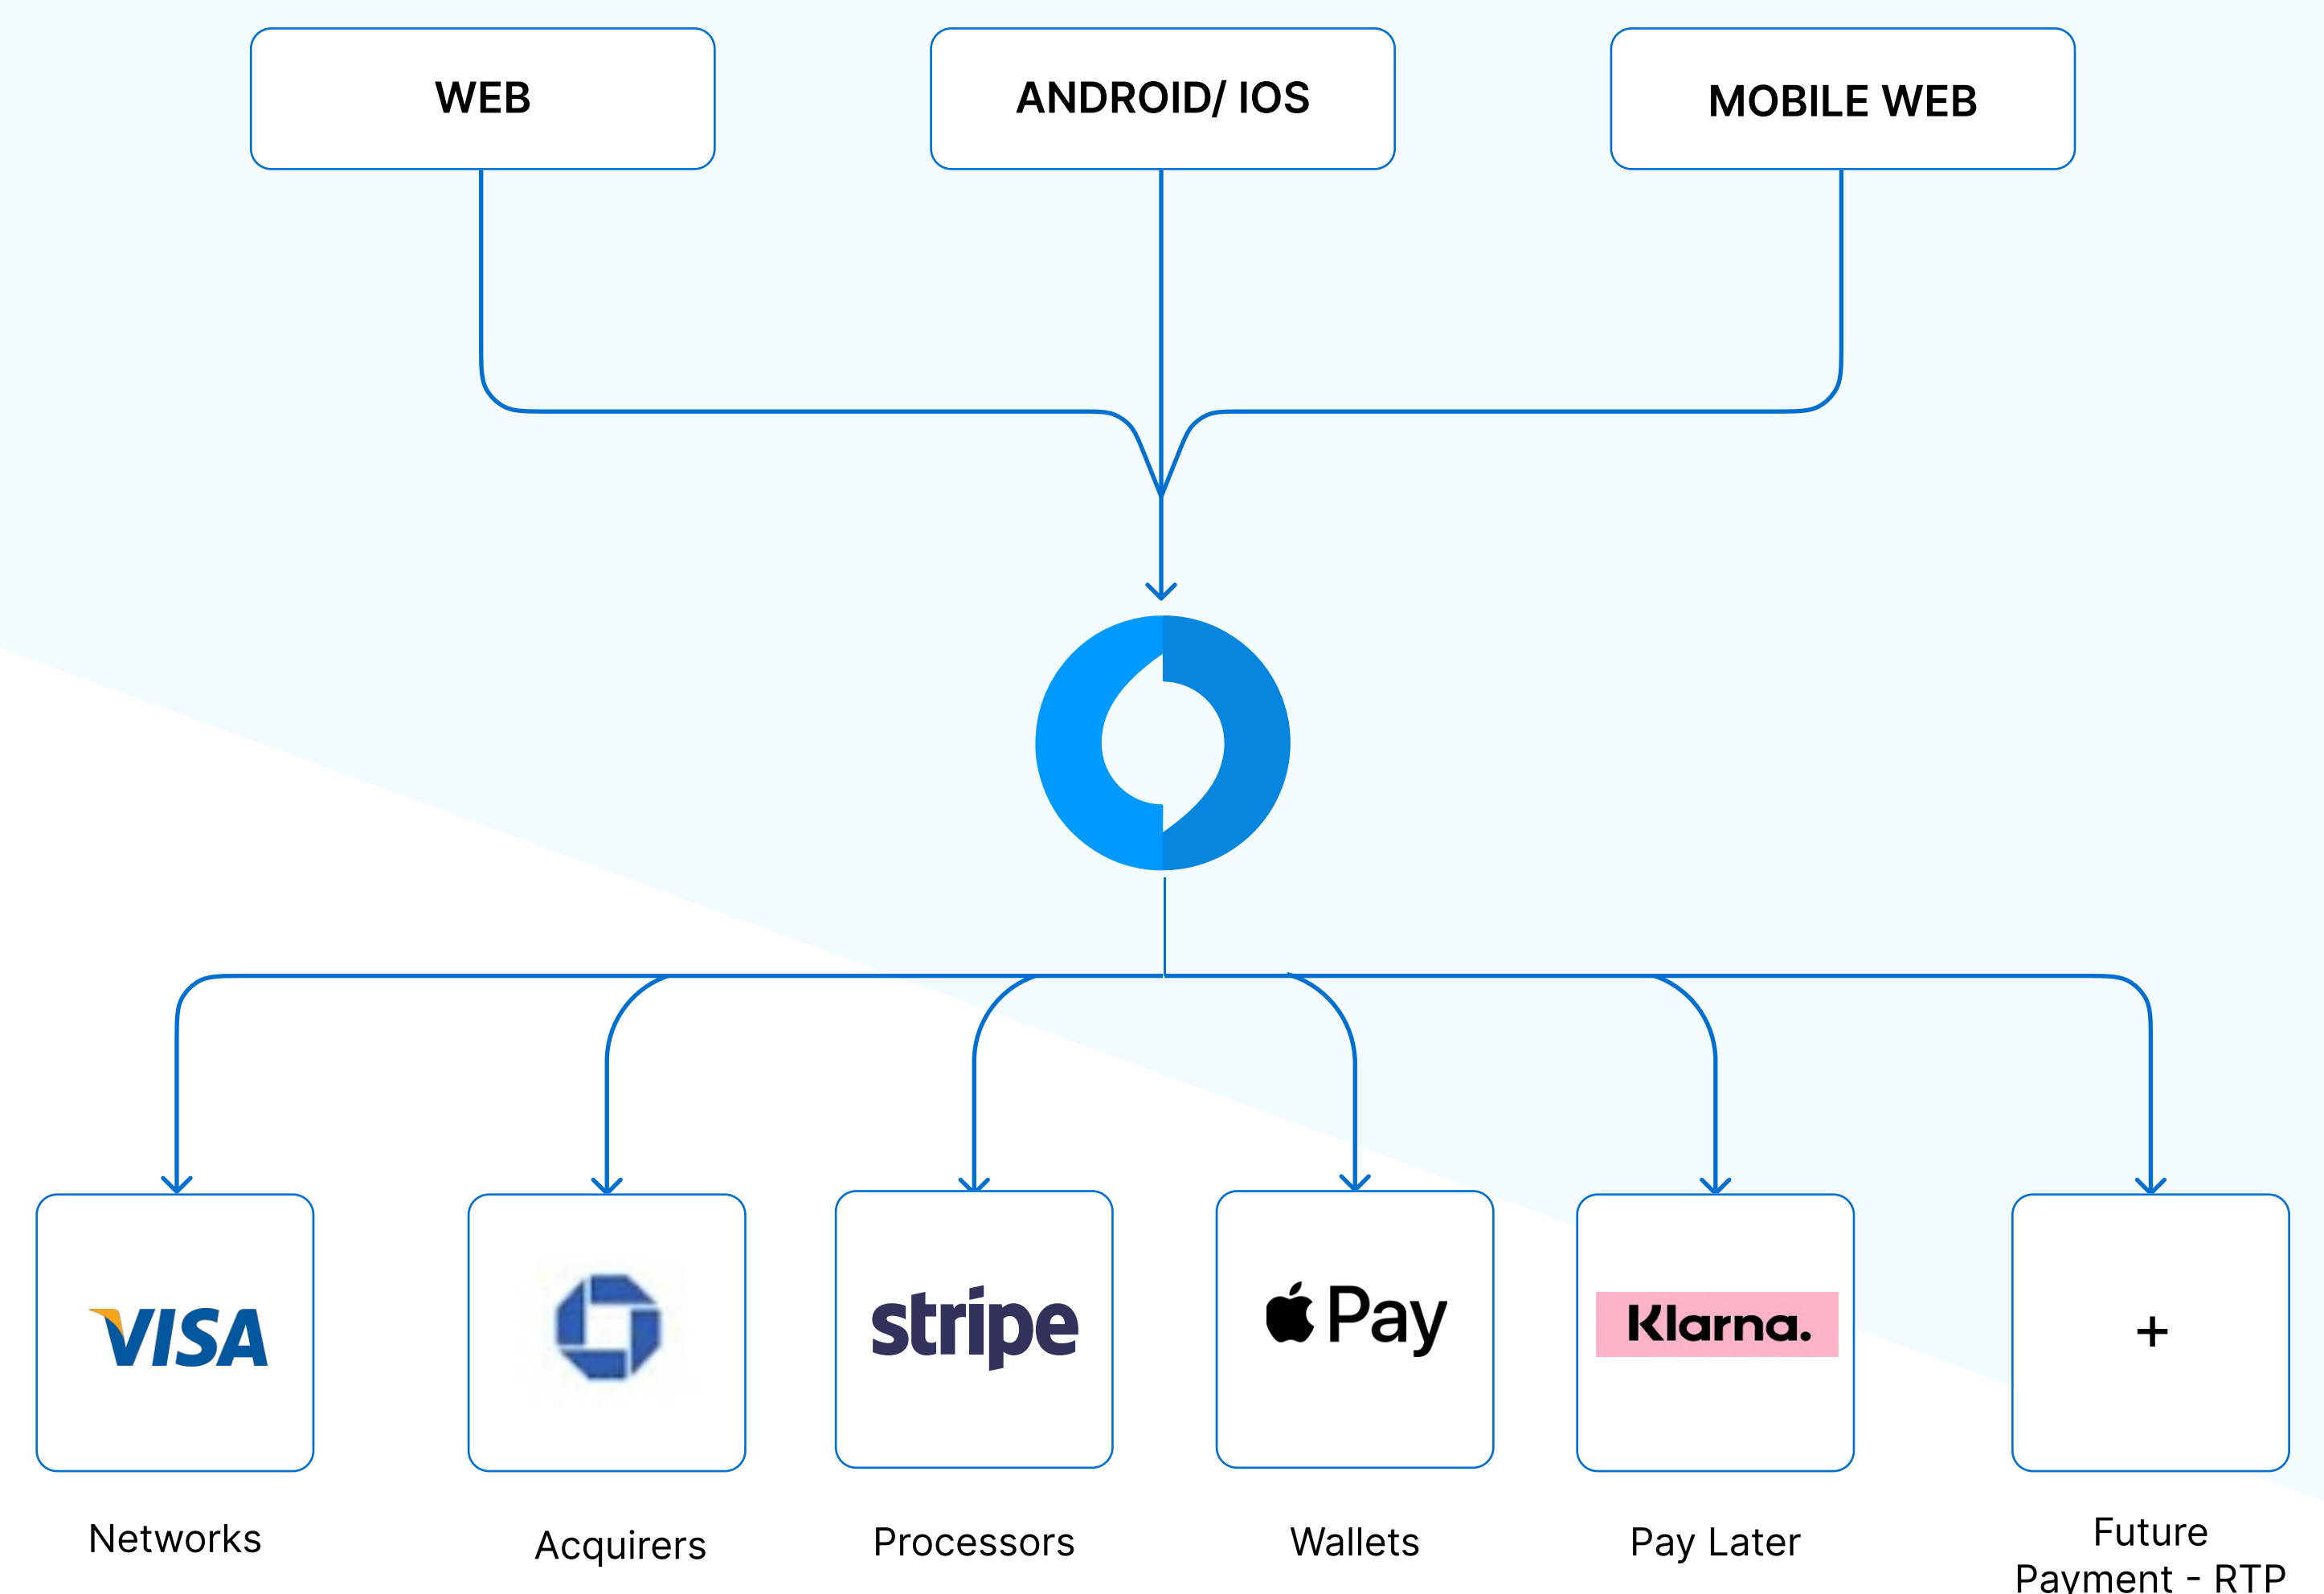 WEB
ANDROID/ IOS
MOBILE WEB
VISA
stripe
Pay
Klarna.
+
Networks
Acquirers
Processors
Wallets
Pay Later
Future
Payment - RTP